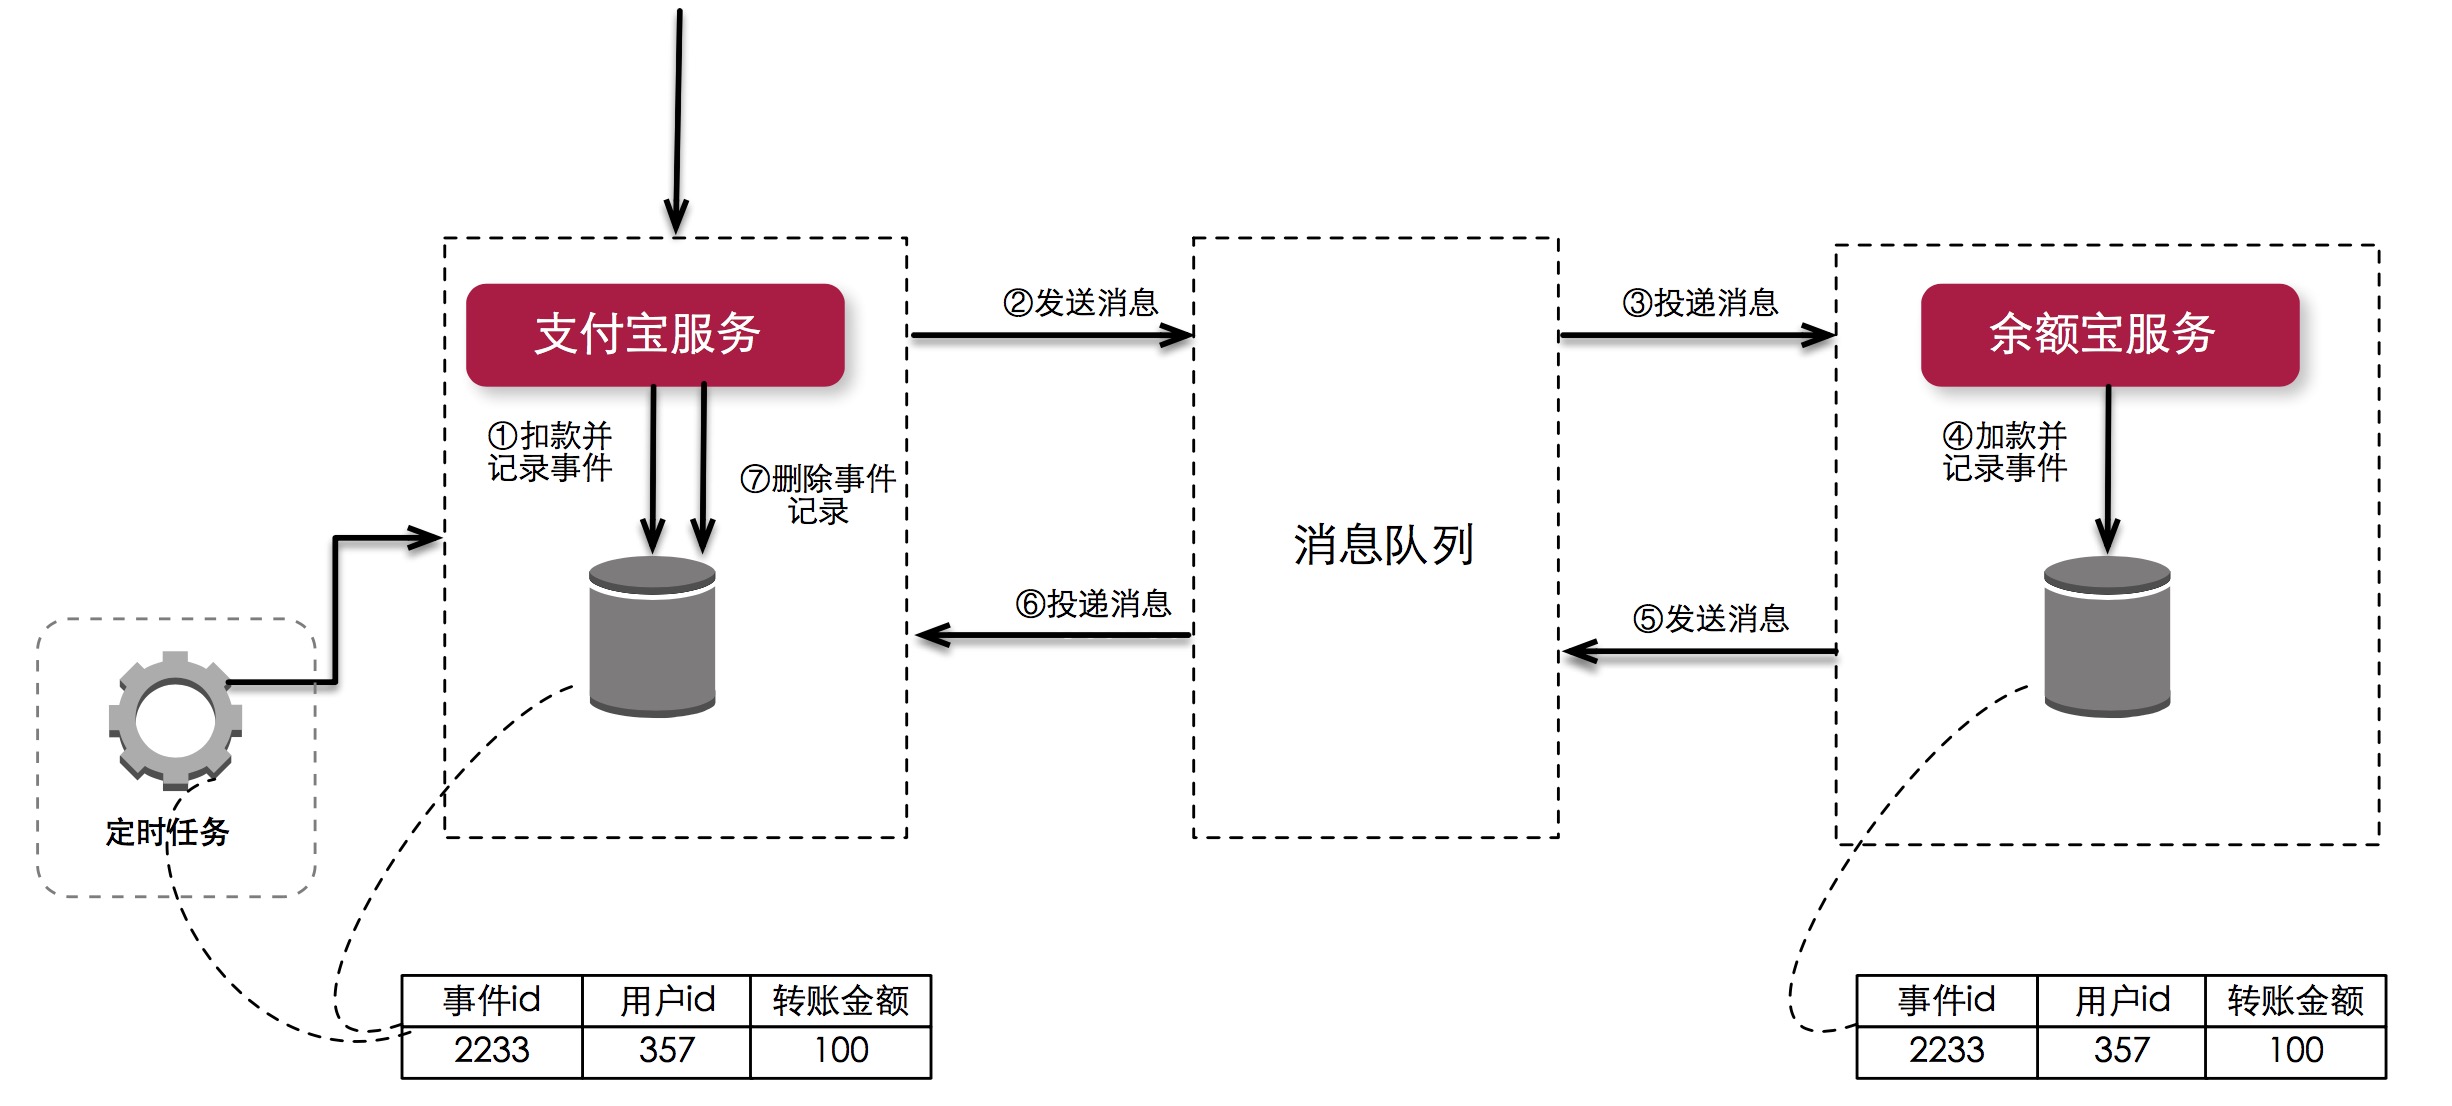 ②发送消息
③投递消息
支付宝服务
余额宝服务
①扣款并
记录事件
⑦删除事件
记录
④加款并
记录事件
消息队列
⑥投递消息
⑤发送消息
定时任务
事件id 用户id 转账金额
2233 357 100
事件id 用户id 转账金额
2233 357 100